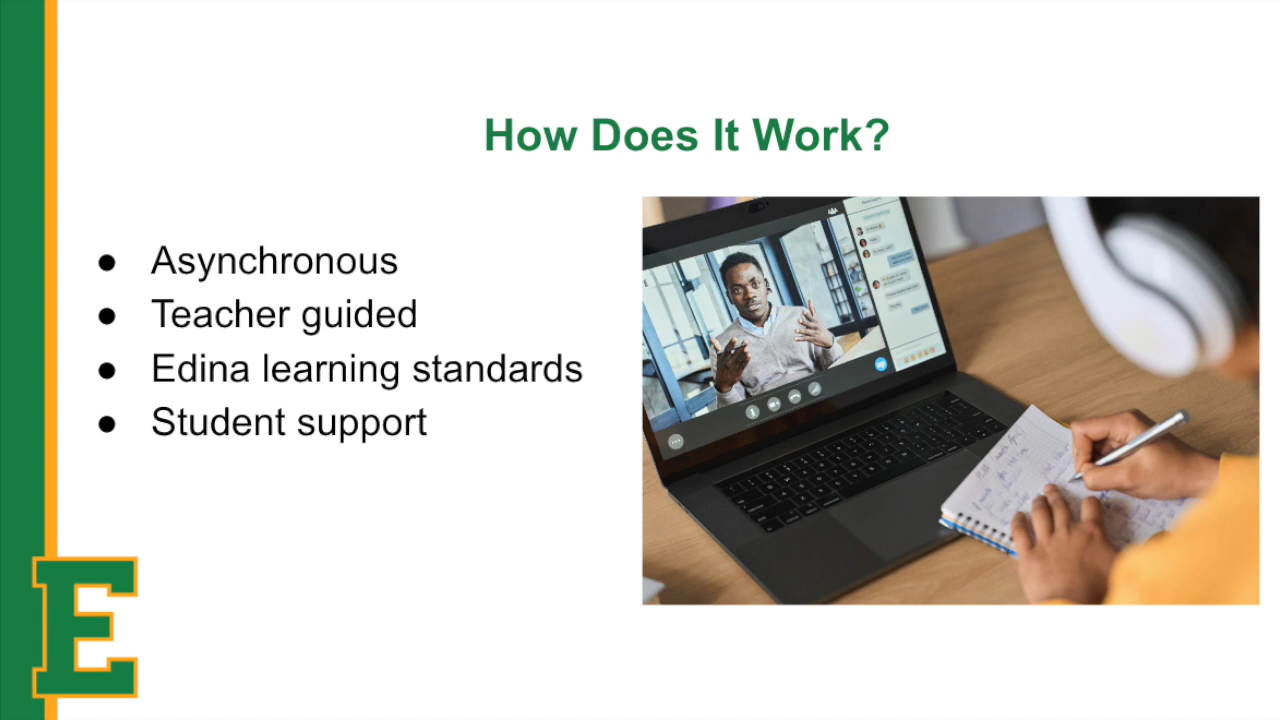 How Does It Work?
● Asynchronous
● Teacher guided
● Edina learning standards
● Student support
E